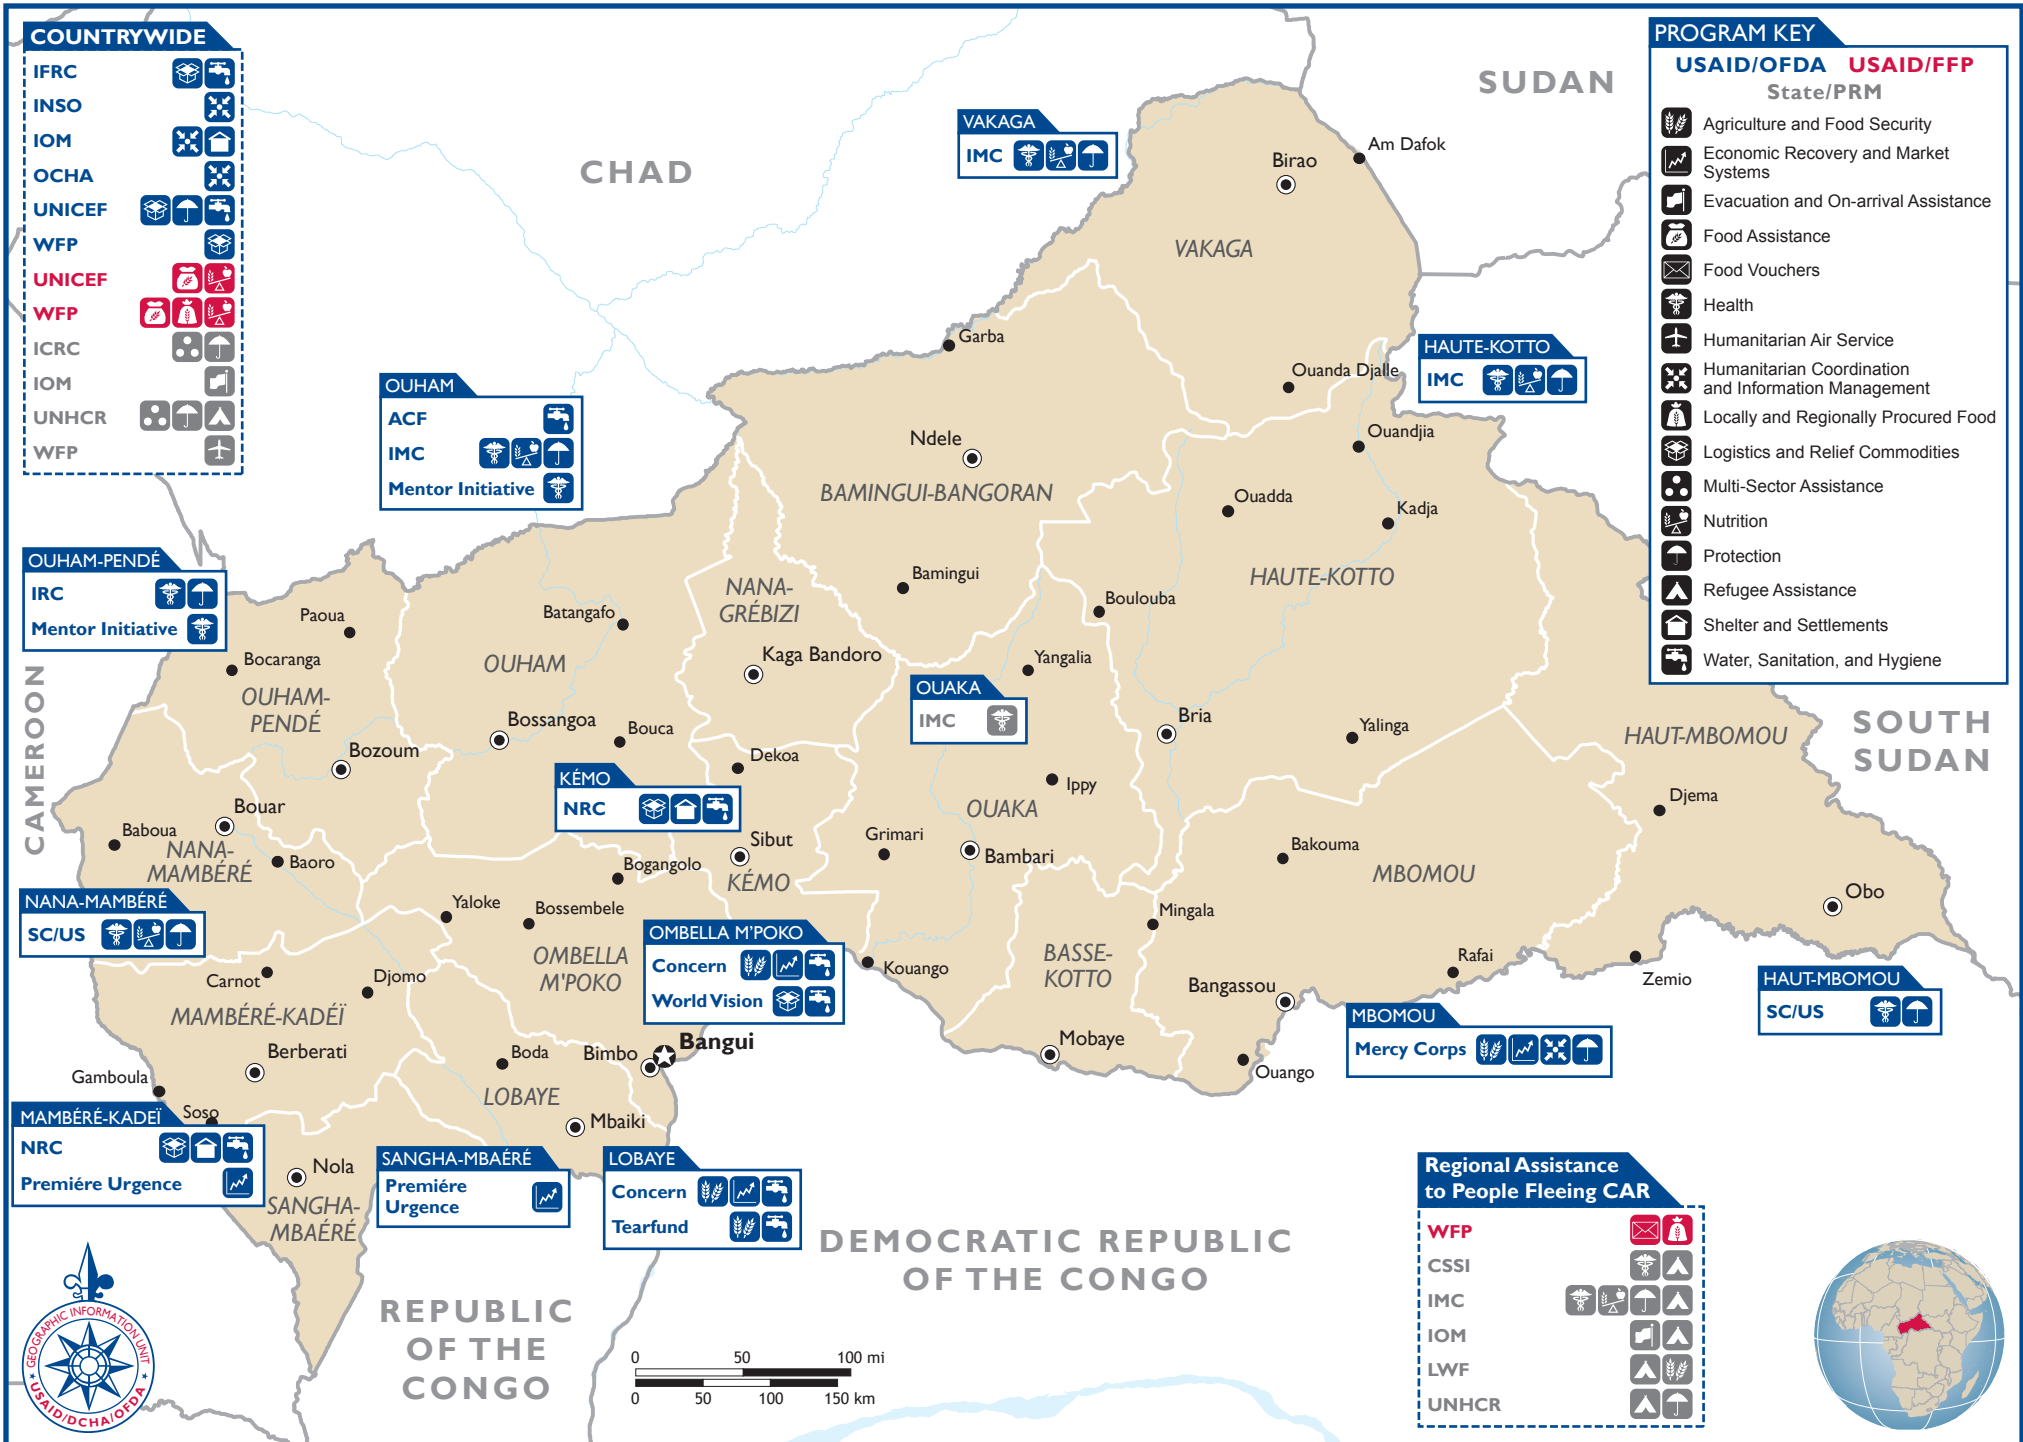 COUNTRYWIDE
IFRC
INSO
IOM
OCHA
UNICEF
WFP
UNICEF
WFP
ICRC
IOM
UNHCR
WFP
PROGRAM KEY
USAID/OFDA USAID/FFP
State/PRM
Agriculture and Food Security
Economic Recovery and Market
Systems
Evacuation and On-arrival Assistance
Food Assistance
Food Vouchers
Health
Humanitarian Air Service
Humanitarian Coordination
and Information Management
Locally and Regionally Procured Food
Logistics and Relief Commodities
Multi-Sector Assistance
Nutrition
Protection
Refugee Assistance
Shelter and Settlements
Water, Sanitation, and Hygiene
SUDAN
CHAD
VAKAGA
IMC
Am Dafok
Birao
VAKAGA
Garba
Ouanda Djalle
HAUTE-KOTTO
IMC
OUHAM
ACF
IMC
Mentor Initiative
Ndele
BAMINGUI-BANGORAN
Ouandjia
Ouadda
Kadja
HAUTE-KOTTO
OUHAM-PENDÉ
IRC
Mentor Initiative
Paoua
Bocaranga
OUHAM-
PENDÉ
Batangafo
OUHAM
NANA-
GRÉBIZI
Bamingui
Kaga Bandoro
Boulouba
Yangalia
OUAKA
IMC
CAMEROON
Bossangoa
Bouca
Bozoum
Dekoa
Bria
Yalinga
HAUT-MBOMOU
SOUTH
SUDAN
KÉMO
NRC
Ippy
OUAKA
Djema
Bouar
Baboua
NANA-
MAMBÉRÉ
Baoro
Sibut
KÉMO
Grimari
Bambari
Bakouma
MBOMOU
Bogangolo
NANA-MAMBÉRÉ
SC/US
Yaloke
Bossembele
OMBELLA
M'POKO
OMBELLA M’POKO
Concern
World Vision
Mingala
Obo
Kouango
BASSE-
KOTTO
Rafai
Zemio
HAUT-MBOMOU
SC/US
Carnot
Djomo
MAMBÉRÉ-KADÉÏ
Bangassou
MBOMOU
Mercy Corps
Berberati
Boda
Bimbo
Bangui
Mobaye
Ouango
Gamboula
Soso
LOBAYE
Mbaiki
MAMBÉRÉ-KADEÏ
NRC
Premiére Urgence
Nola
SANGHA-
MBAÉRÉ
SANGHA-MBAÉRÉ
Premiére
Urgence
LOBAYE
Concern
Tearfund
DEMOCRATIC REPUBLIC
OF THE CONGO
REPUBLIC
OF THE
CONGO
Regional Assistance
to People Fleeing CAR
WFP
CSSI
IMC
IOM
LWF
UNHCR
GEOGRAPHIC INFORMATION UNIT
USAID/DCHA/OFDA
0 50 100 mi
0 50 100 150 km